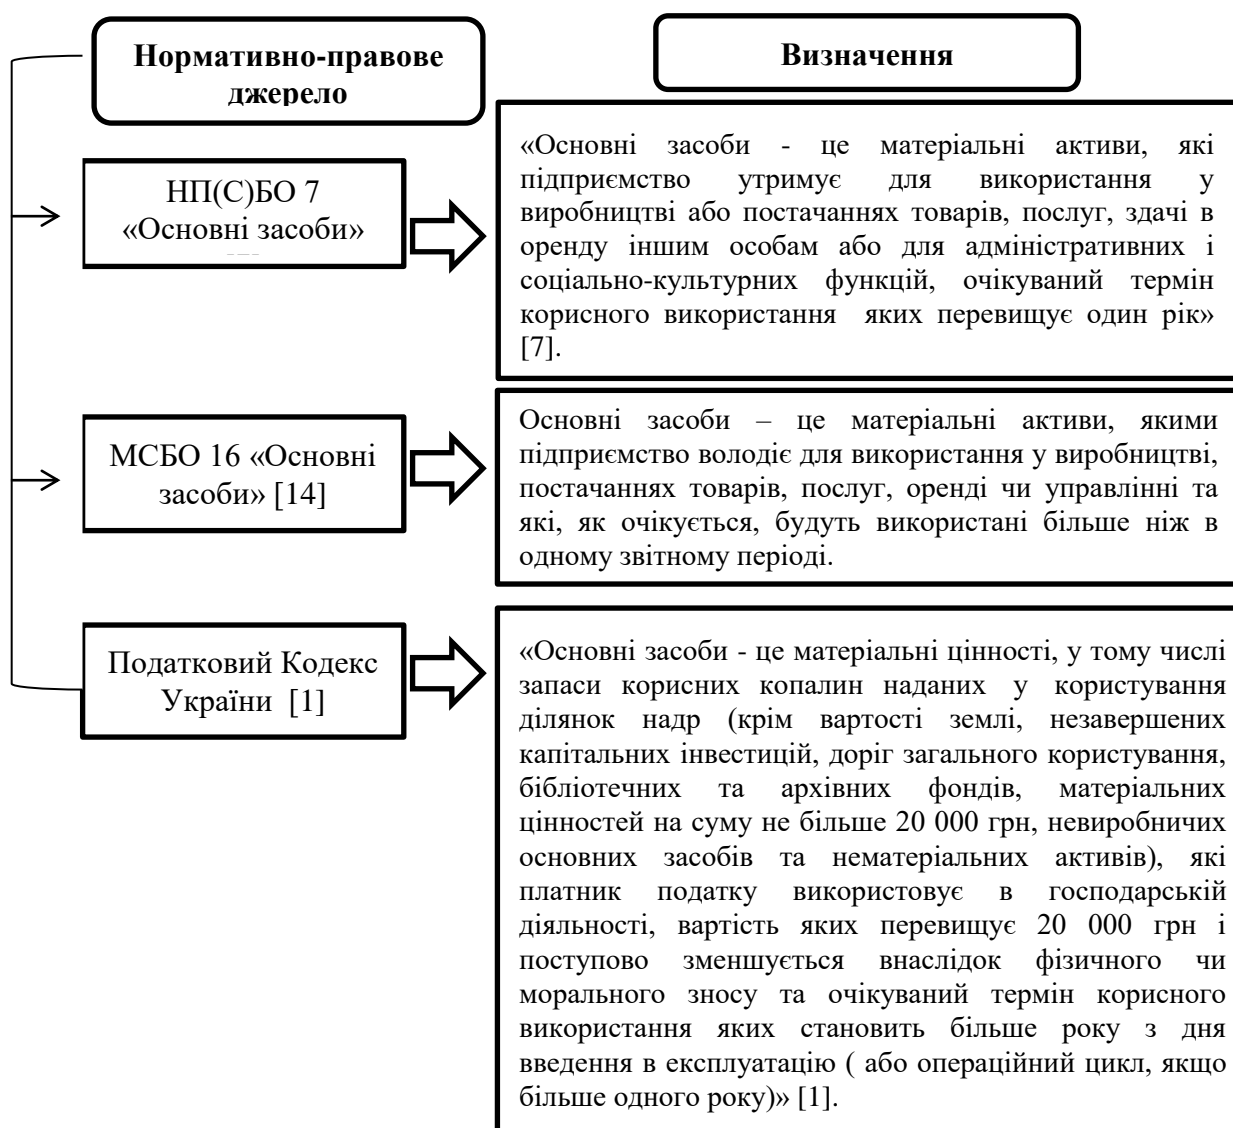 Нормативно-правове
джерело
Визначення
НП(С)БО 7
«Основні засоби»
«Основні засоби - це матеріальні активи, які
підприємство утримує для використання у
виробництві або постачаннях товарів, послуг, здачі в
оренду іншим особам або для адміністративних і
соціально-культурних функцій, очікуваний термін
корисного використання яких перевищує один рік»
[7].
МСБО 16 «Основні
засоби» [14]
Основні засоби – це матеріальні активи, якими
підприємство володіє для використання у виробництві,
постачаннях товарів, послуг, оренді чи управлінні та
які, як очікується, будуть використані більше ніж в
одному звітному періоді.
Податковий Кодекс
України [1]
«Основні засоби - це матеріальні цінності, у тому числі
запаси корисних копалин наданих у користування
ділянок надр (крім вартості землі, незавершених
капітальних інвестицій, доріг загального користування,
бібліотечних та архівних фондів, матеріальних
цінностей на суму не більше 20 000 грн, невиробничих
основних засобів та нематеріальних активів), які
платник податку використовує в господарській
діяльності, вартість яких перевищує 20 000 грн і
поступово зменшується внаслідок фізичного чи
морального зносу та очікуваний термін корисного
використання яких становить більше року з дня
введення в експлуатацію ( або операційний цикл, якщо
більше одного року)» [1].